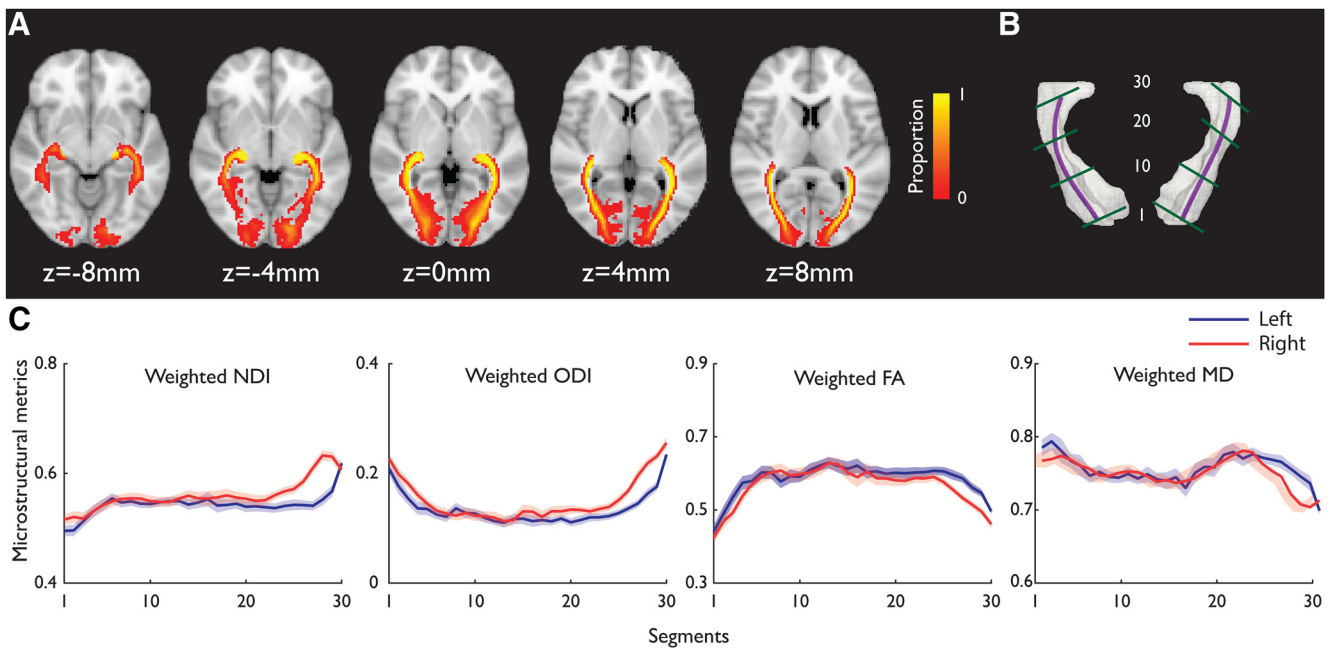 A
B
Proportion
1
0
z=-8mm
z=-4mm
z=0mm
z=4mm
z=8mm
30
20
10
1
C
Left
Right
Microstructural metrics
Weighted NDI
0.8
0.6
0.4
1 10 20 30
Weighted ODI
0.4
0.2
0
1 10 20 30
Weighted FA
0.9
0.7
0.5
0.3
1 10 20 30
Weighted MD
0.9
0.8
0.7
0.6
1 10 20 30
Segments